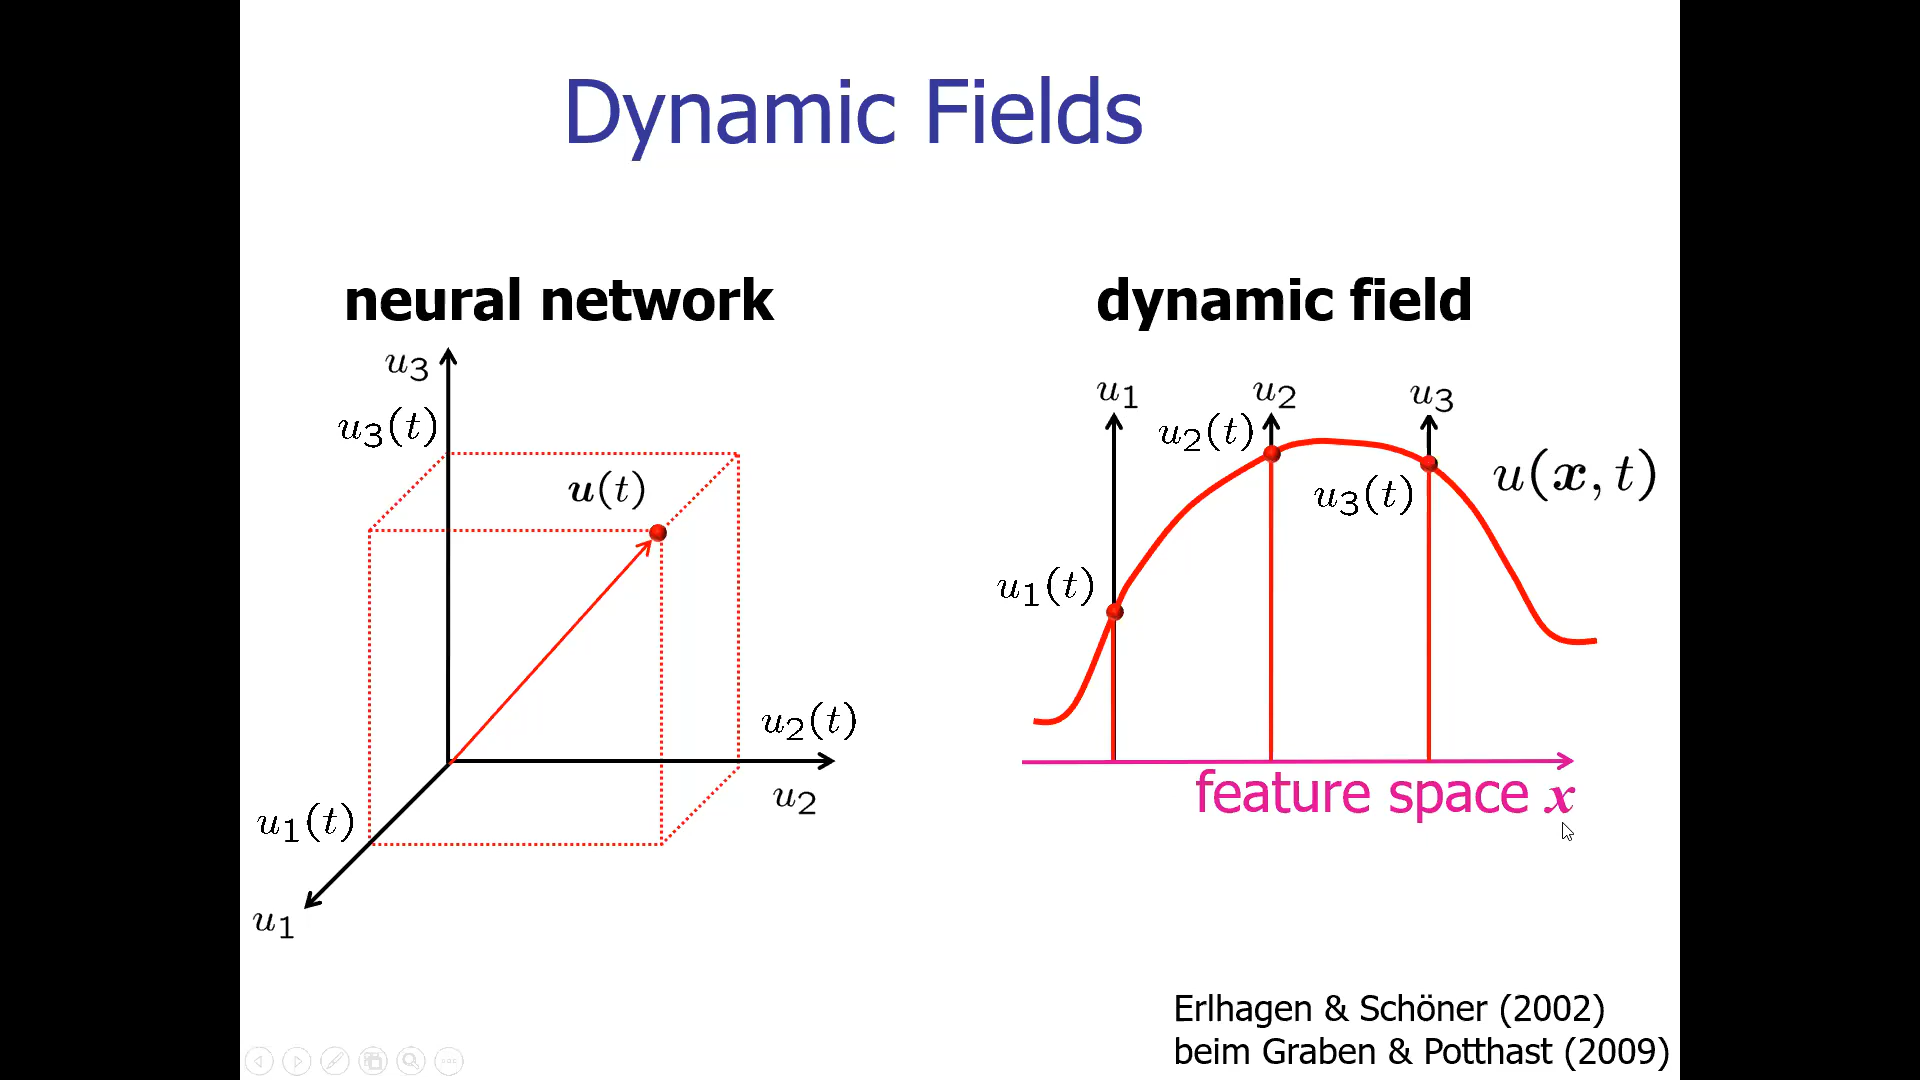 Dynamic Fields
neural network
u₃
u₃(t)
u(t)
u₂(t)
u₂
u₁(t)
u₁
dynamic field
u₁
u₂
u₃
u₂(t)
u(x, t)
u₃(t)
u₁(t)
feature space x
Erlhagen & Schöner (2002)
beim Graben & Potthast (2009)